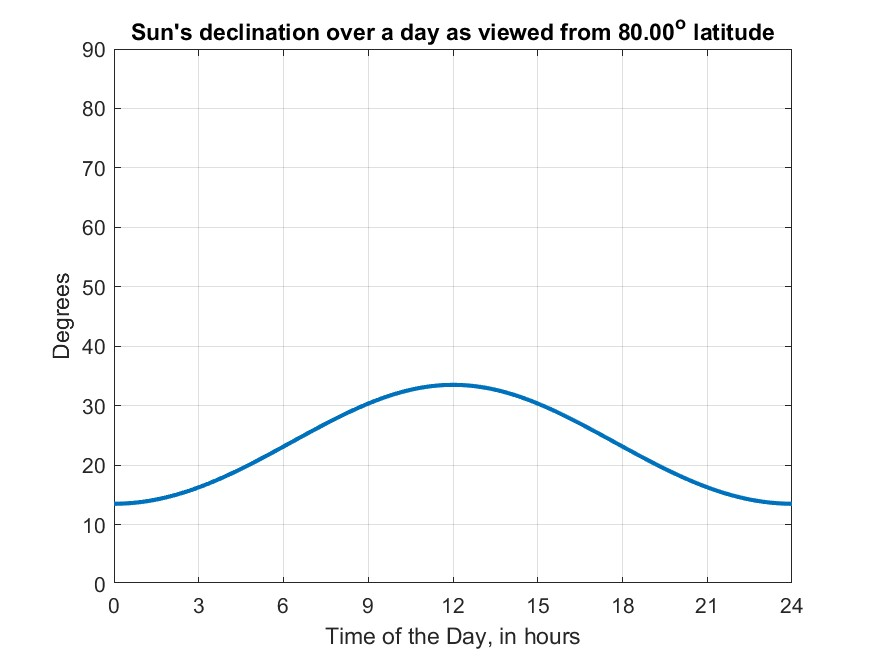 Sun's declination over a day as viewed from 80.00° latitude
90
80
70
60
50
40
30
20
10
0
Degrees
0 3 6 9 12 15 18 21 24
Time of the Day, in hours